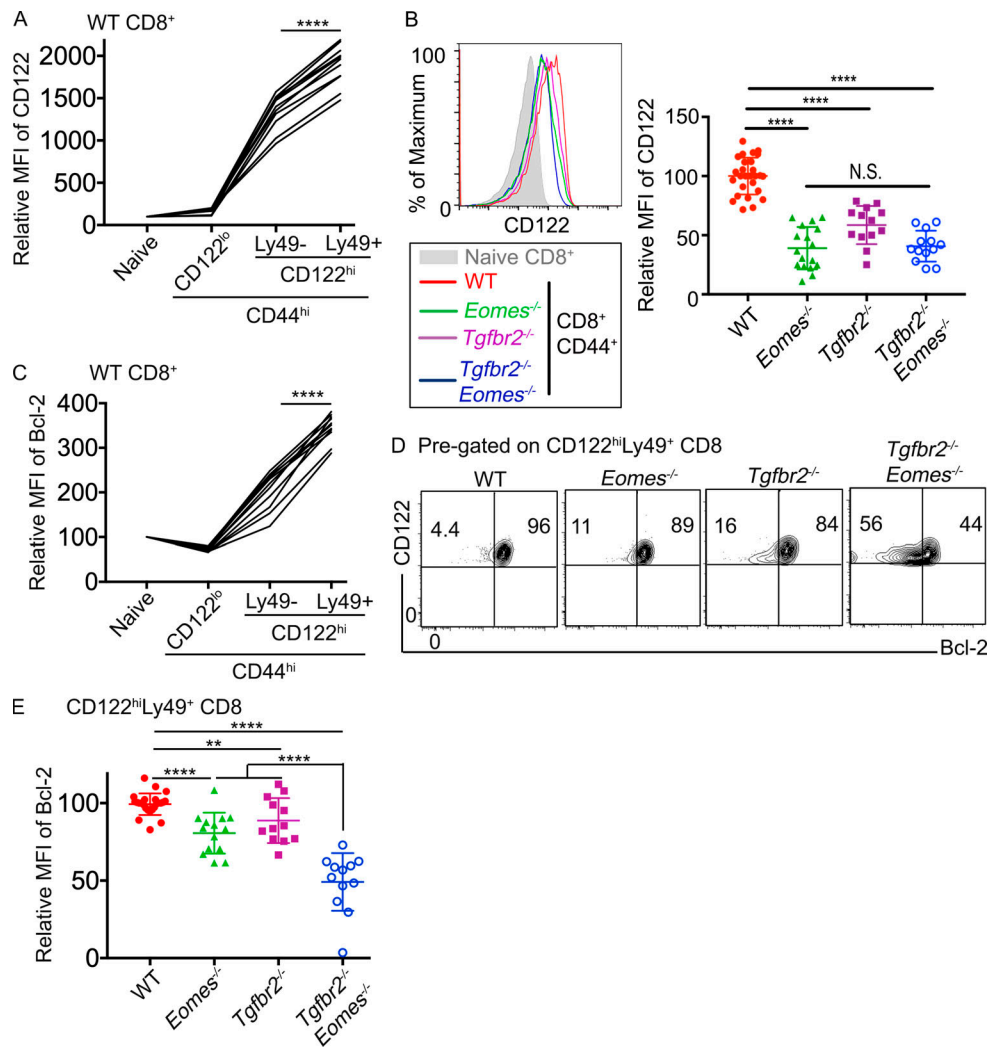 A
WT CD8+
****
Relative MFI of CD122
2000
1500
1000
500
0
Naive
CD122lo
Ly49-
Ly49+
CD122hi
CD44hi
B
% of Maximum
100
0
CD122
Naive CD8+
WT
Eomes-/-
Tgfbr2-/-
Tgfbr2-/-
Eomes-/-
CD8+
CD44+
****
****
****
N.S.
Relative MFI of CD122
150
100
50
0
WT
Eomes-/-
Tgfbr2-/-
Tgfbr2-/-
Eomes-/-
C
WT CD8+
****
Relative MFI of Bcl-2
400
300
200
100
0
Naive
CD122lo
Ly49-
Ly49+
CD122hi
CD44hi
D Pre-gated on CD122hiLy49+ CD8
WT
Eomes-/-
Tgfbr2-/-
Tgfbr2-/-
Eomes-/-
CD122
4.4 96
11 89
16 84
56 44
0
0
Bcl-2
E
CD122hiLy49+ CD8
****
**
**** ****
Relative MFI of Bcl-2
100
50
0
WT
Eomes-/-
Tgfbr2-/-
Tgfbr2-/-
Eomes-/-